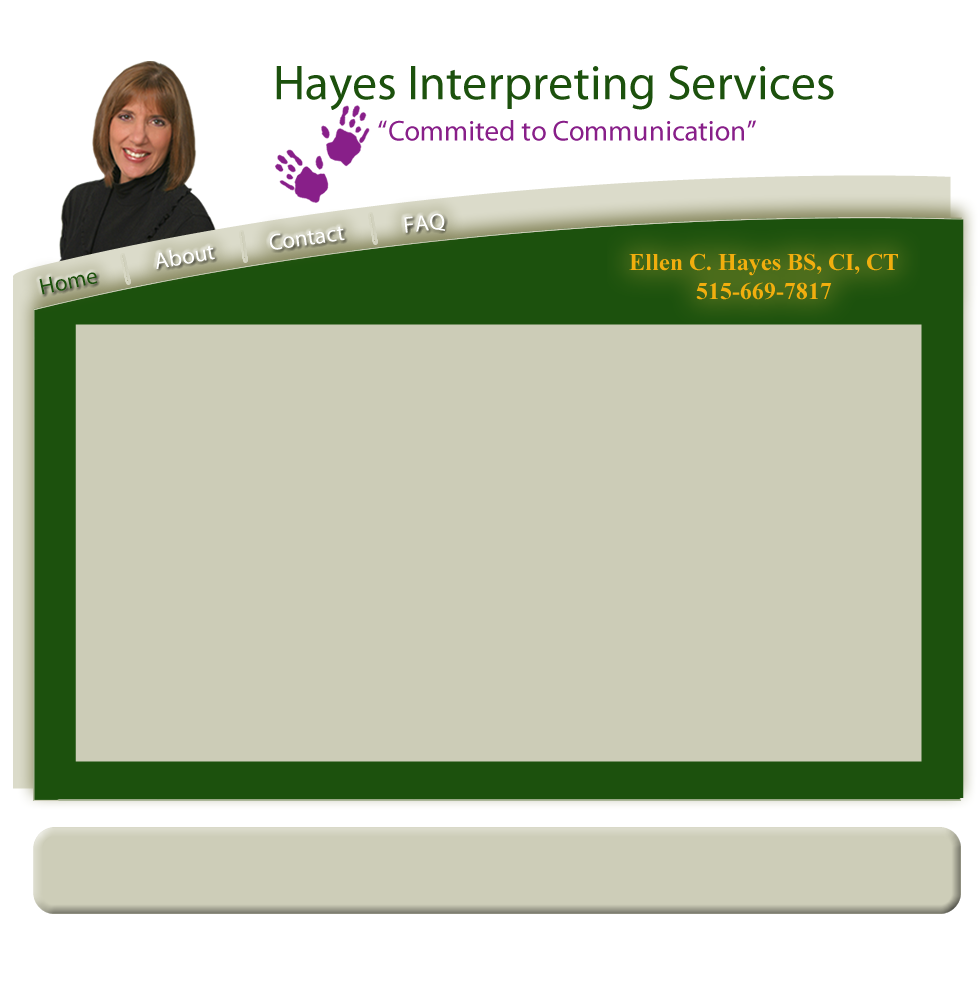 Hayes Interpreting Services
“Commited to Communication”
Home About Contact FAQ
Ellen C. Hayes BS, CI, CT
515-669-7817